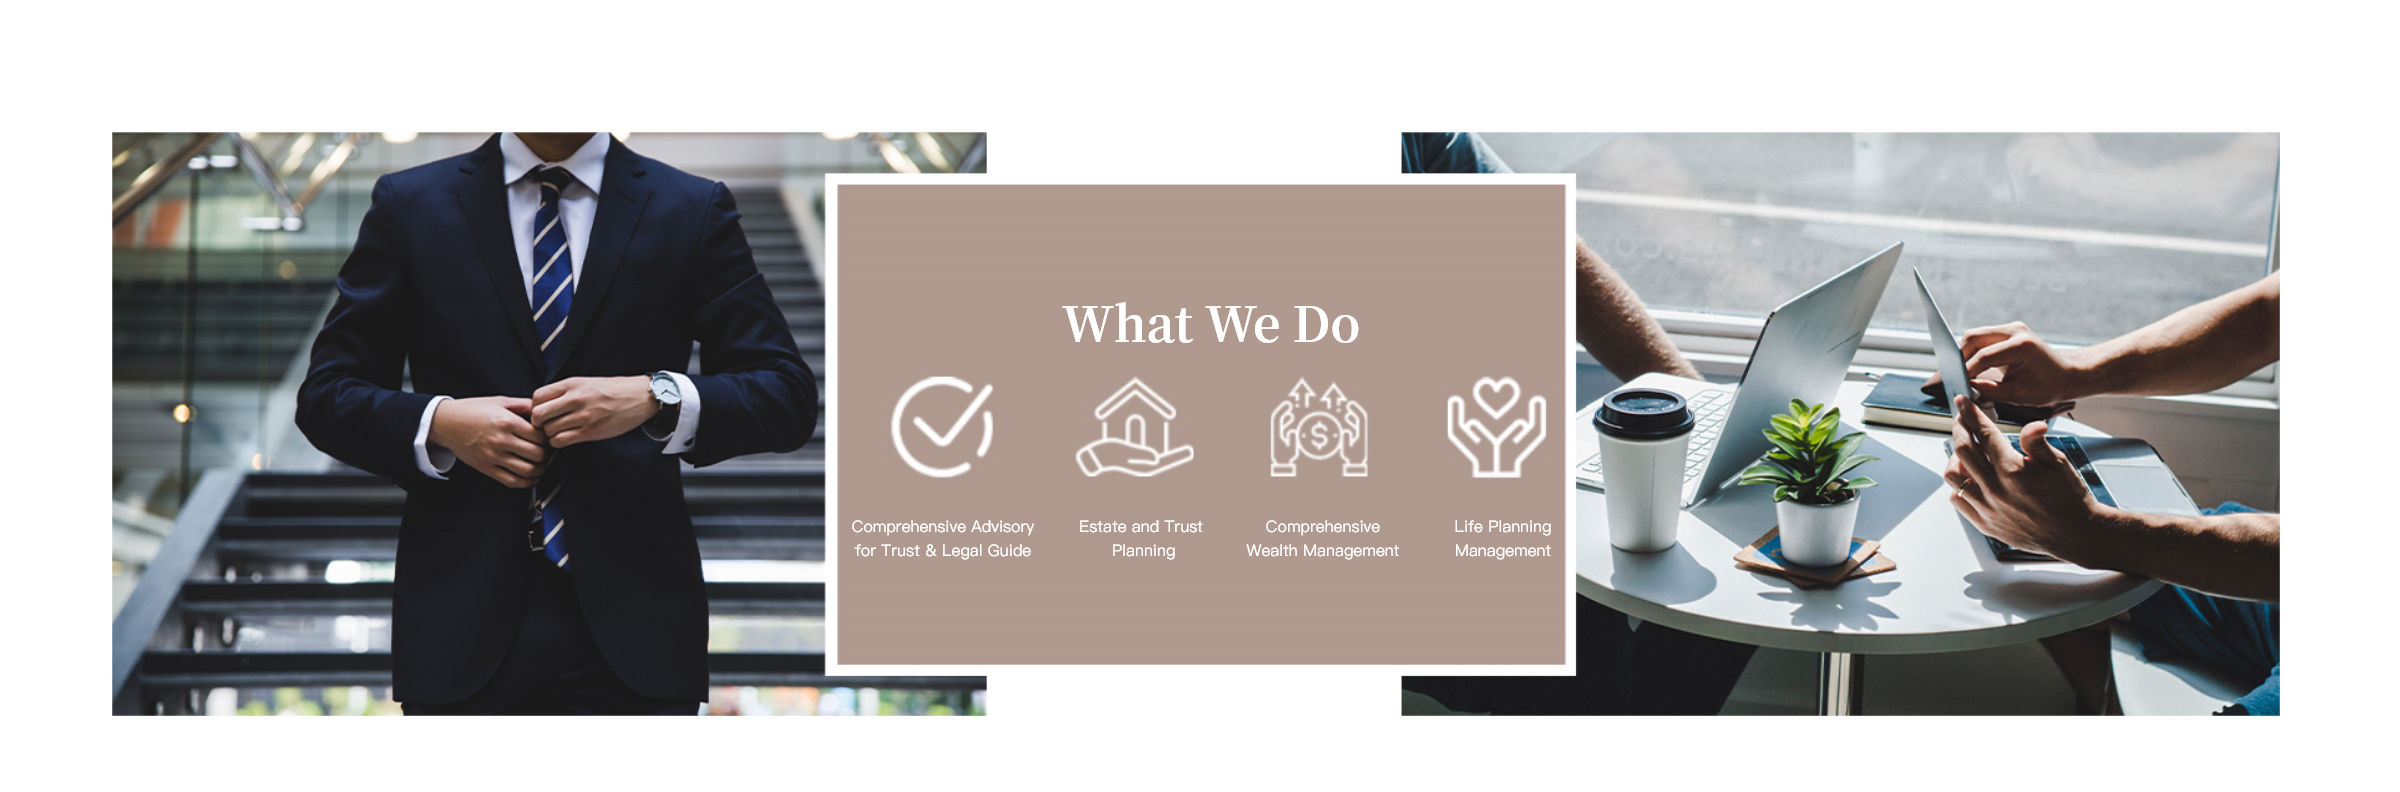 What We Do
Comprehensive Advisory
for Trust & Legal Guide
Estate and Trust
Planning
Comprehensive
Wealth Management
Life Planning
Management